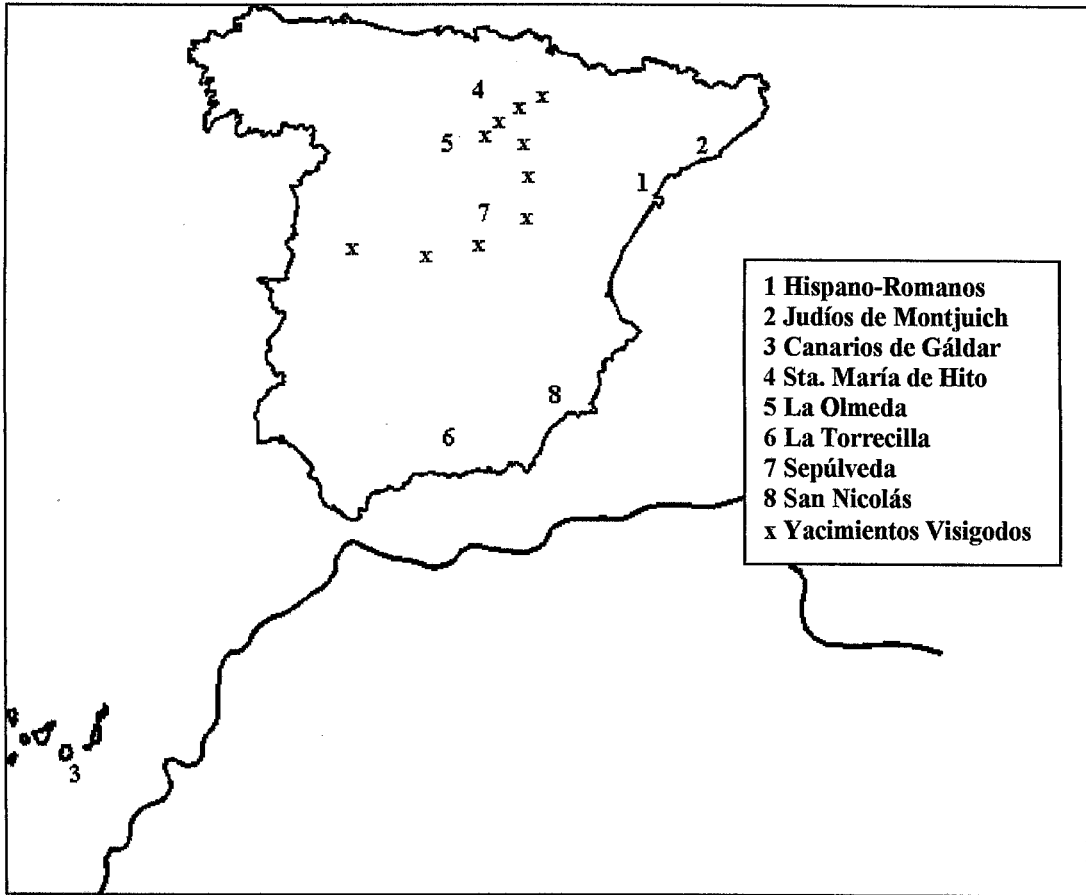 4
x
x
x
5
x
x
2
x
1
7
x
x
x
x
1 Hispano-Romanos
2 Judíos de Montjuich
3 Canarios de Gáldar
4 Sta. María de Hito
5 La Olmeda
6 La Torrecilla
7 Sepúlveda
8 San Nicolás
x Yacimientos Visigodos
8
6
3